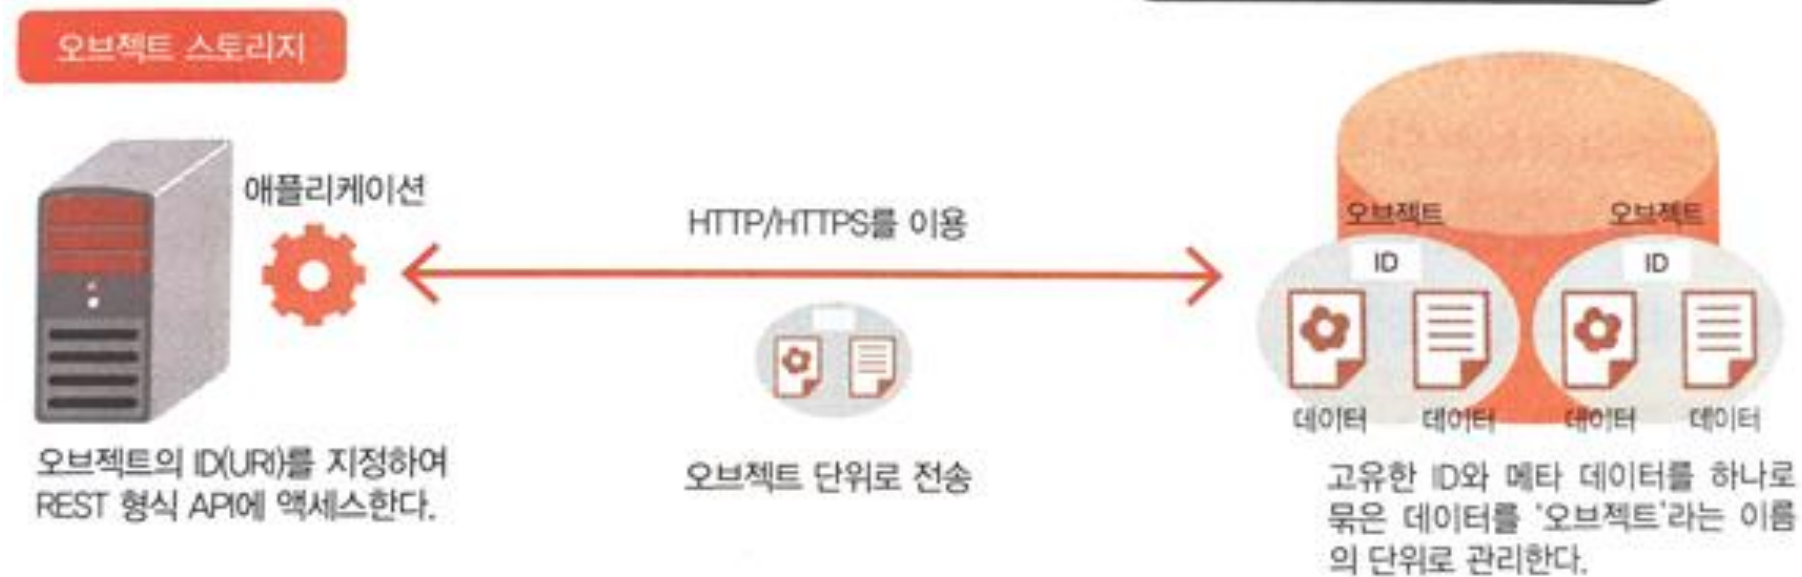 오브젝트 스토리지
애플리케이션
HTTP/HTTPS를 이용
오브젝트 오브젝트
ID ID
데이터 데이터 데이터 데이터
오브젝트의 ID(URI)를 지정하여
REST 형식 API에 액세스한다.
오브젝트 단위로 전송
고유한 ID와 메타 데이터를 하나로
묶은 데이터를 '오브젝트'라는 이름
의 단위로 관리한다.